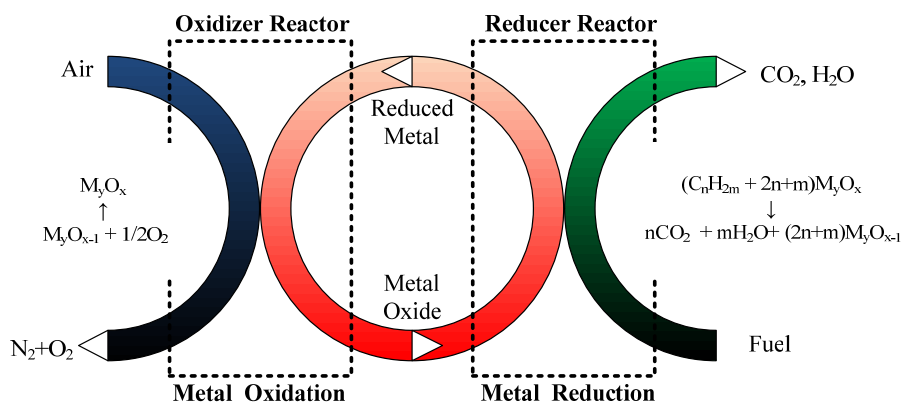 Oxidizer Reactor
Reducer Reactor
Air
CO₂, H₂O
Reduced
Metal
MyOx
↑
MyOx-1 + 1/2O₂
(CnH2m + 2n+m)MyOx
↓
nCO₂ + mH₂O+ (2n+m)MyOx-1
Metal
Oxide
N₂+O₂
Fuel
Metal Oxidation
Metal Reduction